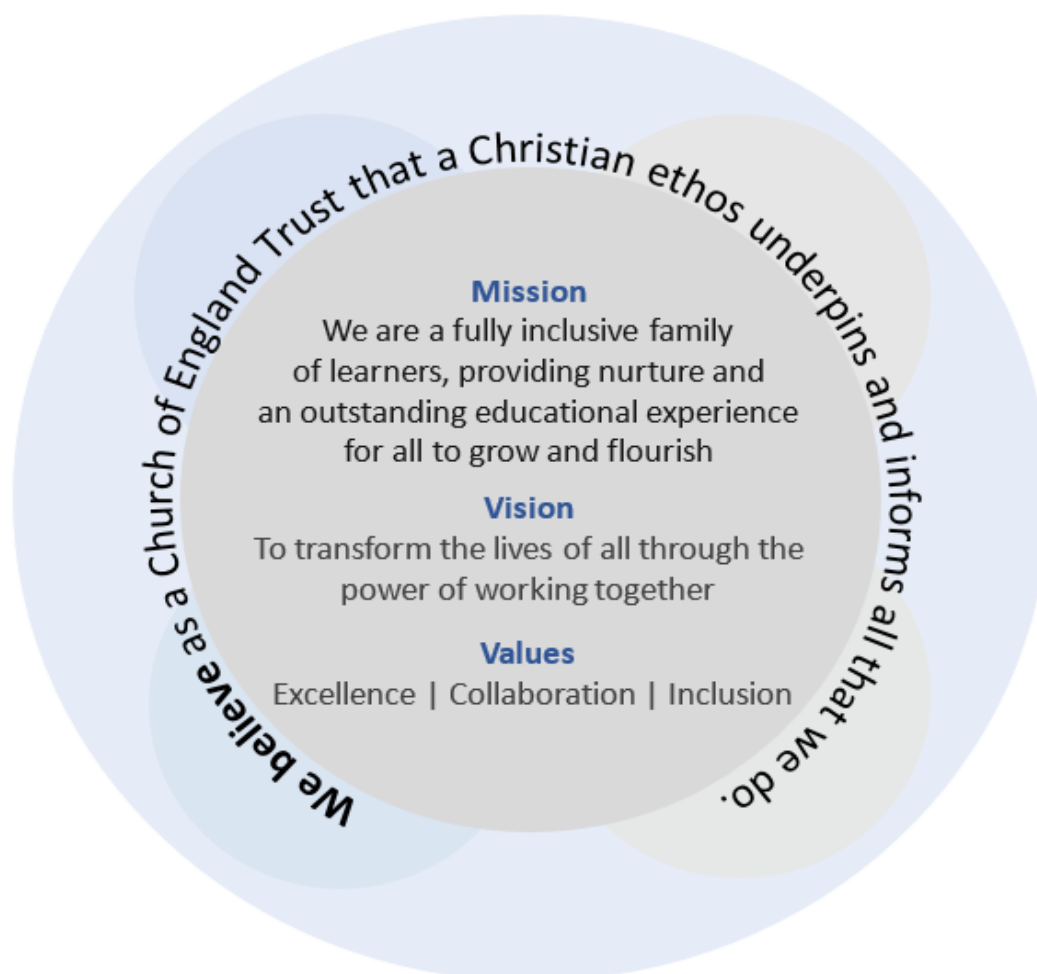 We believe as a Church of England Trust that a Christian ethos underpins and informs all that we do.
Mission
We are a fully inclusive family
of learners, providing nurture and
an outstanding educational experience
for all to grow and flourish
Vision
To transform the lives of all through the
power of working together
Values
Excellence | Collaboration | Inclusion